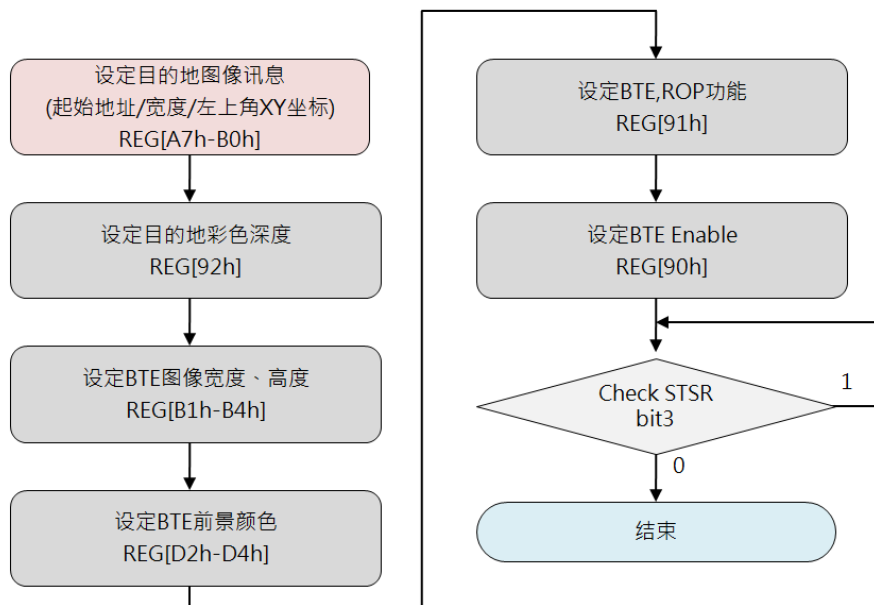 设定目的地图像讯息
(起始地址/宽度/左上角XY坐标)
REG[A7h-B0h]
设定目的地彩色深度
REG[92h]
设定BTE图像宽度、高度
REG[B1h-B4h]
设定BTE前景颜色
REG[D2h-D4h]
设定BTE,ROP功能
REG[91h]
设定BTE Enable
REG[90h]
Check STSR
bit3
1
0
结束